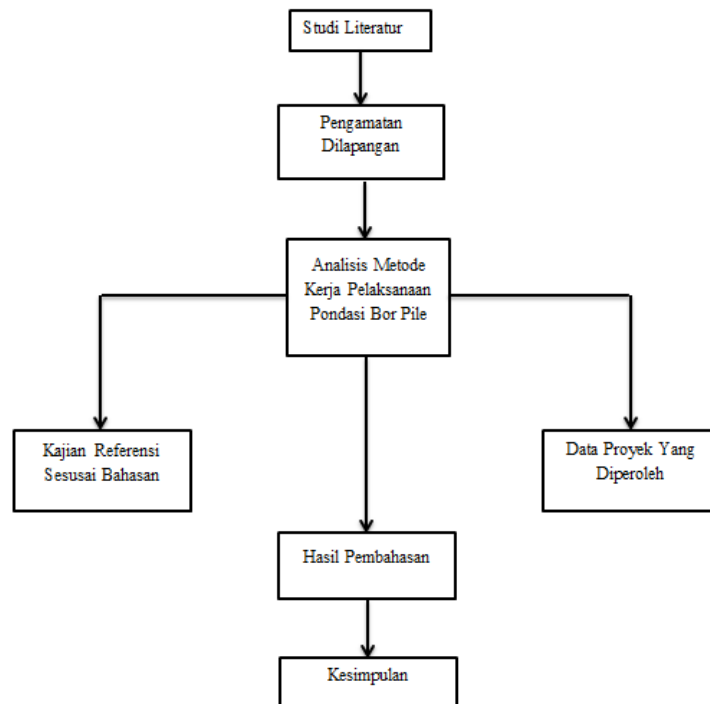 Studi Literatur
Pengamatan
Dilapangan
Analisis Metode
Kerja Pelaksanaan
Pondasi Bor Pile
Kajian Referensi
Sesusai Bahasan
Data Proyek Yang
Diperoleh
Hasil Pembahasan
Kesimpulan